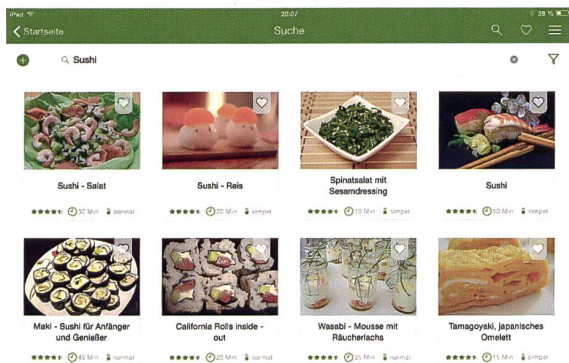 iPad 20:07 28 %
Startseite Suche
Sushi
Sushi - Salat
30 Min normal
Sushi - Reis
20 Min simpel
Spinatsalat mit
Sesamdressing
10 Min simpel
Sushi
50 Min simpel
Maki - Sushi für Anfänger
und Genießer
45 Min normal
California Rolls inside -
out
20 Min normal
Wasabi - Mousse mit
Räucherlachs
25 Min normal
Tamagoyaki, japanisches
Omelett
15 Min simpel